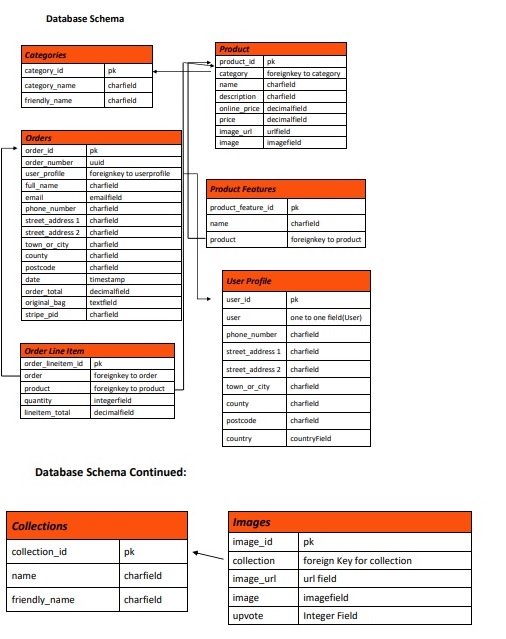 Database Schema
Categories
category_id pk
category_name charfield
friendly_name charfield
Product
product_id pk
category foreignkey to category
name charfield
description charfield
online_price decimalfield
price decimalfield
image_url urlfield
image imagefield
Orders
order_id pk
order_number uuid
user_profile foreignkey to userprofile
full_name charfield
email emailfield
phone_number charfield
street_address 1 charfield
street_address 2 charfield
town_or_city charfield
county charfield
postcode charfield
date timestamp
order_total decimalfield
original_bag textfield
stripe_pid charfield
Product Features
product_feature_id pk
name charfield
product foreignkey to product
User Profile
user_id pk
user one to one field(User)
phone_number charfield
street_address 1 charfield
street_address 2 charfield
town_or_city charfield
county charfield
postcode charfield
country countryField
Order Line Item
order_lineitem_id pk
order foreignkey to order
product foreignkey to product
quantity integerfield
lineitem_total decimalfield
Database Schema Continued:
Collections
collection_id pk
name charfield
friendly_name charfield
Images
image_id pk
collection foreign Key for collection
image_url url field
image imagefield
upvote Integer Field